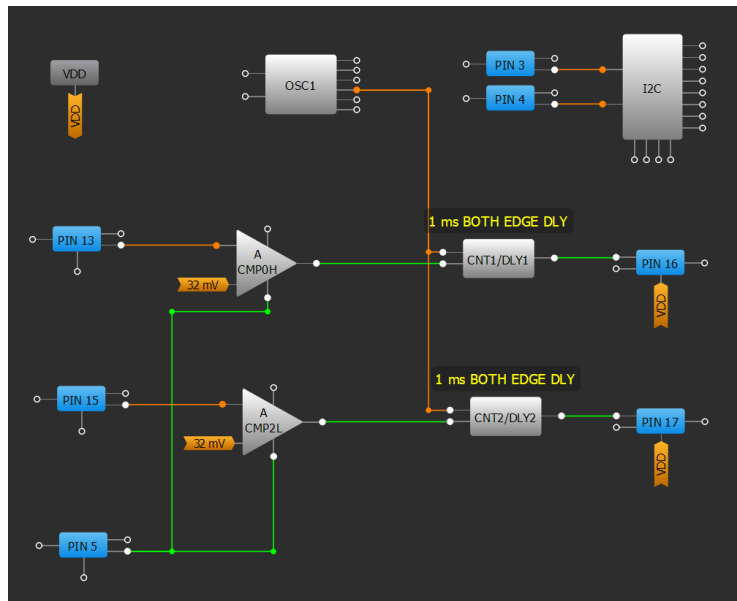 VDD
VDD
OSC1
PIN 3
PIN 4
I2C
1 ms BOTH EDGE DLY
PIN 13
A
CMP0H
32 mV
CNT1/DLY1
PIN 16
VDD
1 ms BOTH EDGE DLY
PIN 15
A
CMP2L
32 mV
CNT2/DLY2
PIN 17
VDD
PIN 5